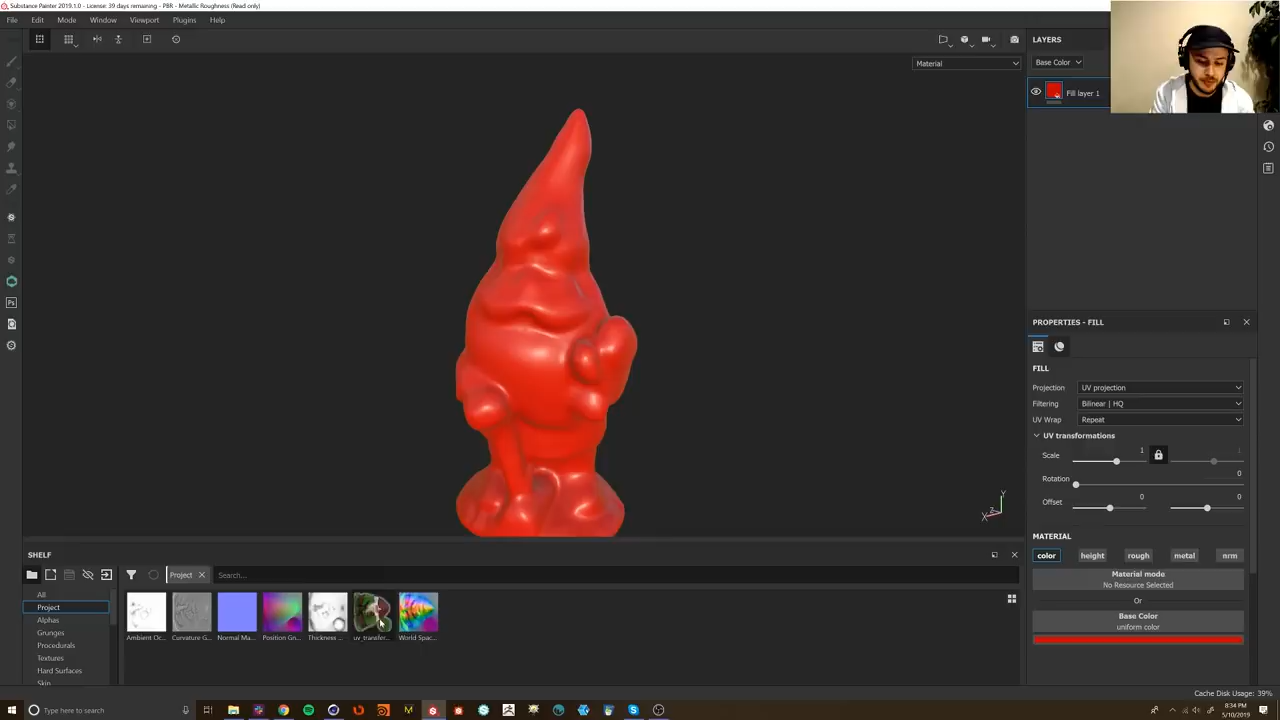 Substance Painter 2019.1.0 - License: 39 days remaining - PBR - Metallic Roughness (Read only)
File Edit Mode Window Viewport Plugins Help
Material
LAYERS
Base Color
Fill layer 1
PROPERTIES - FILL
FILL
Projection UV projection
Filtering Bilinear | HQ
UV Wrap Repeat
UV transformations
Scale 1 1
Rotation 0
Offset 0 0
MATERIAL
color height rough metal nrm
Material mode
No Resource Selected
Or
Base Color
uniform color
Y
X Z
SHELF
Project Search...
All
Project
Alphas
Grunges
Procedurals
Textures
Hard Surfaces
Skin
Ambient Oc... Curvature G... Normal Ma... Position Gn... Thickness ... uv_transfer... World Spac...
Ps
Cache Disk Usage: 39%
Type here to search
8:34 PM
5/10/2019